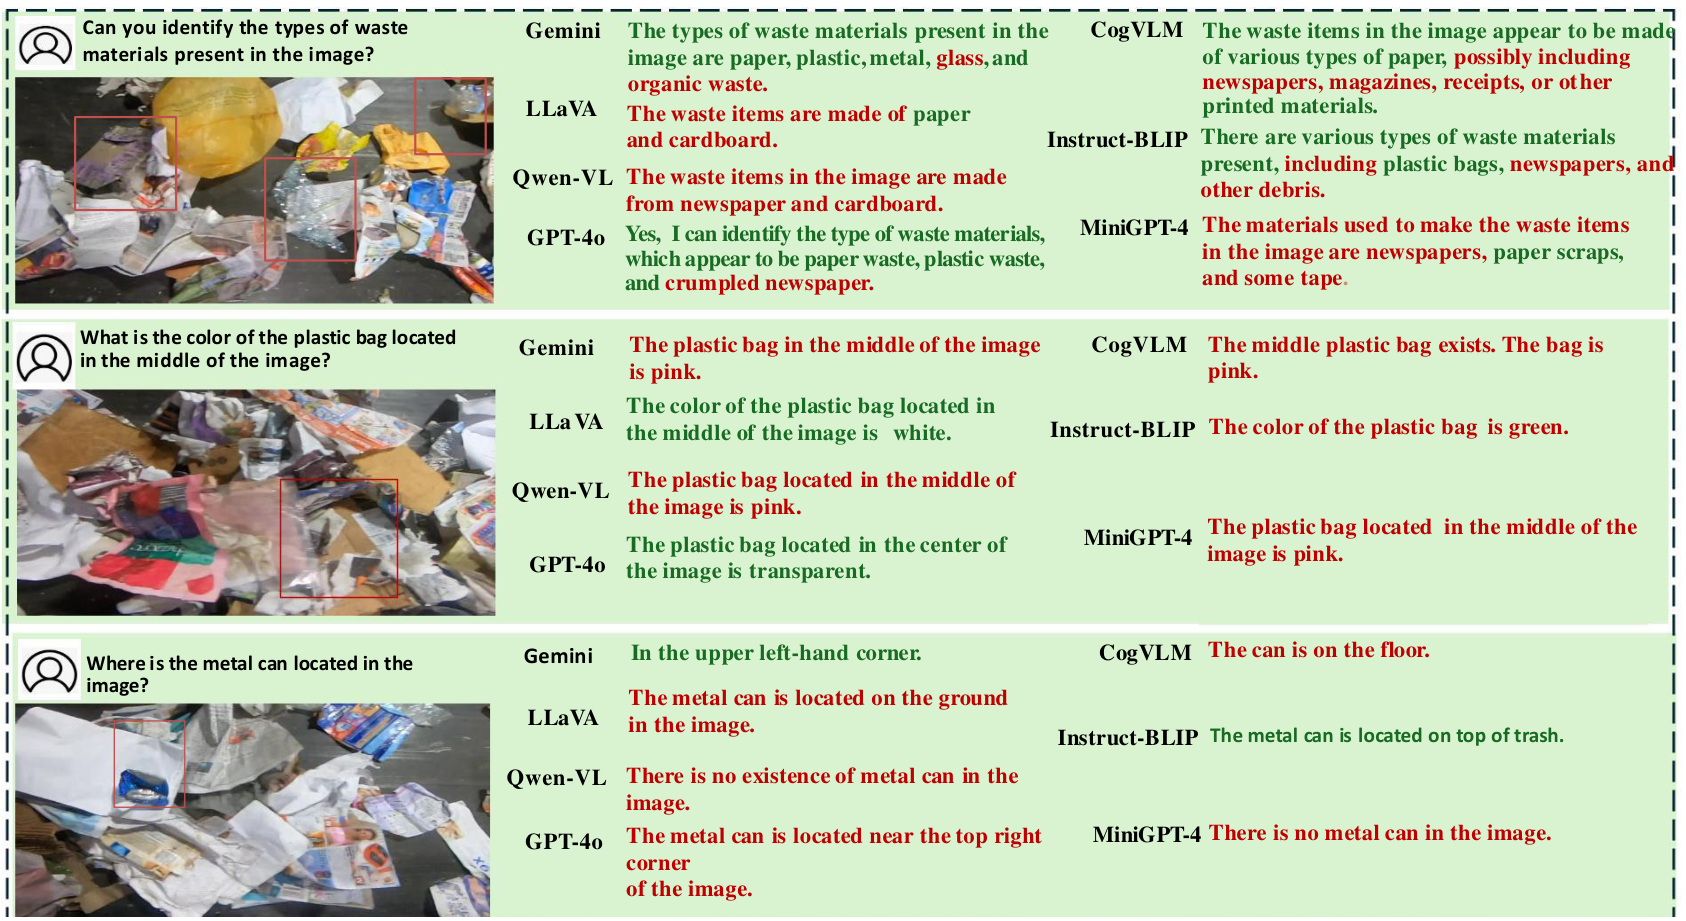 Can you identify the types of waste
materials present in the image?
Gemini
The types of waste materials present in the
image are paper, plastic, metal, glass, and
organic waste.
LLaVA
The waste items are made of paper
and cardboard.
Qwen-VL
The waste items in the image are made
from newspaper and cardboard.
GPT-4o
Yes, I can identify the type of waste materials,
which appear to be paper waste, plastic waste,
and crumpled newspaper.
CogVLM
The waste items in the image appear to be made
of various types of paper, possibly including
newspapers, magazines, receipts, or other
printed materials.
Instruct-BLIP
There are various types of waste materials
present, including plastic bags, newspapers, and
other debris.
MiniGPT-4
The materials used to make the waste items
in the image are newspapers, paper scraps,
and some tape.
What is the color of the plastic bag located
in the middle of the image?
Gemini
The plastic bag in the middle of the image
is pink.
LLaVA
The color of the plastic bag located in
the middle of the image is white.
Qwen-VL
The plastic bag located in the middle of
the image is pink.
GPT-4o
The plastic bag located in the center of
the image is transparent.
CogVLM
The middle plastic bag exists. The bag is
pink.
Instruct-BLIP
The color of the plastic bag is green.
MiniGPT-4
The plastic bag located in the middle of the
image is pink.
Where is the metal can located in the
image?
Gemini
In the upper left-hand corner.
LLaVA
The metal can is located on the ground
in the image.
Qwen-VL
There is no existence of metal can in the
image.
GPT-4o
The metal can is located near the top right
corner
of the image.
CogVLM
The can is on the floor.
Instruct-BLIP
The metal can is located on top of trash.
MiniGPT-4
There is no metal can in the image.